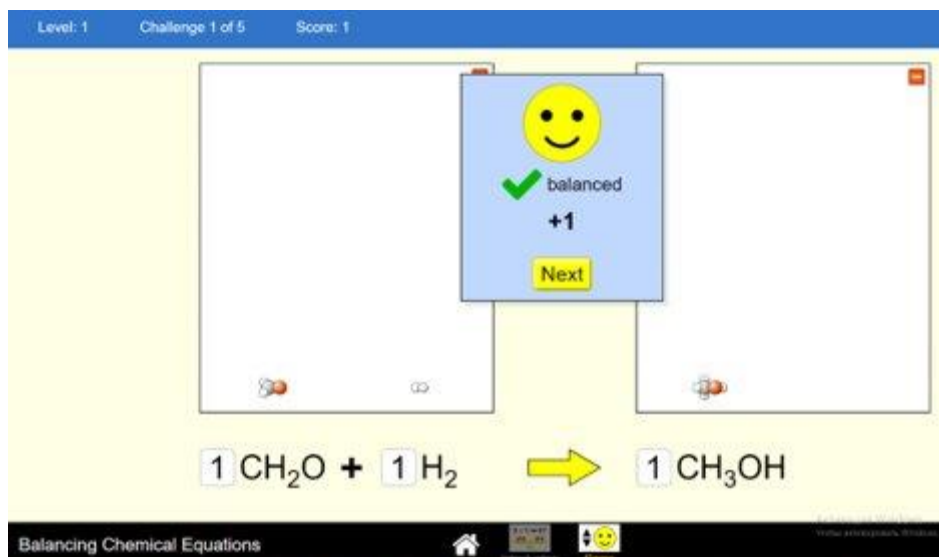 Level: 1 Challenge 1 of 5 Score: 1
balanced
+1
Next
1 CH₂O + 1 H₂ 1 CH₃OH
Balancing Chemical Equations